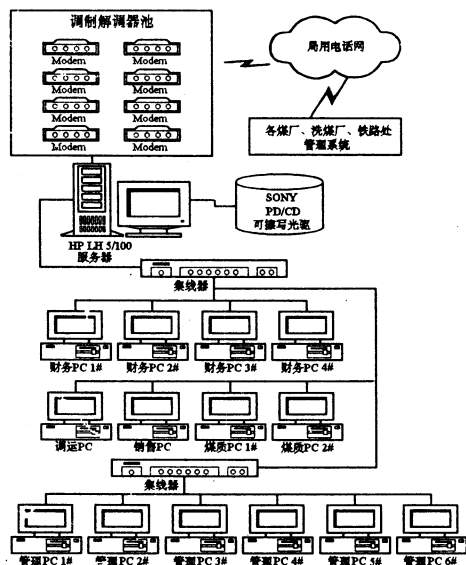 调制解调器池
Modem
Modem
Modem
Modem
Modem
Modem
Modem
Modem
局用电话网
各煤厂、洗煤厂、铁路处
管理系统
SONY
PD/CD
可擦写光驱
HP LH 5/100
服务器
集线器
财务PC 1#
财务PC 2#
财务PC 3#
财务PC 4#
调运PC
销售PC
煤质PC 1#
煤质PC 2#
集线器
管理PC 1#
管理PC 2#
管理PC 3#
管理PC 4#
管理PC 5#
管理PC 6#